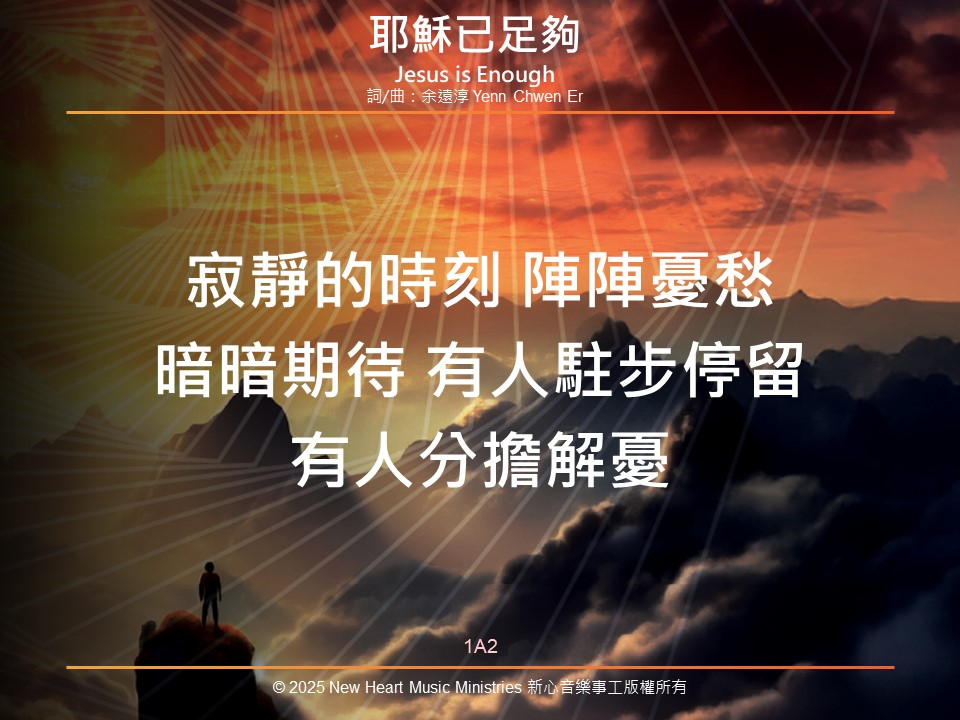 耶穌已足夠
Jesus is Enough
詞/曲：余遠淳 Yenn Chwen Er
寂靜的時刻 陣陣憂愁
暗暗期待 有人駐步停留
有人分擔解憂
1A2
© 2025 New Heart Music Ministries 新心音樂事工版權所有